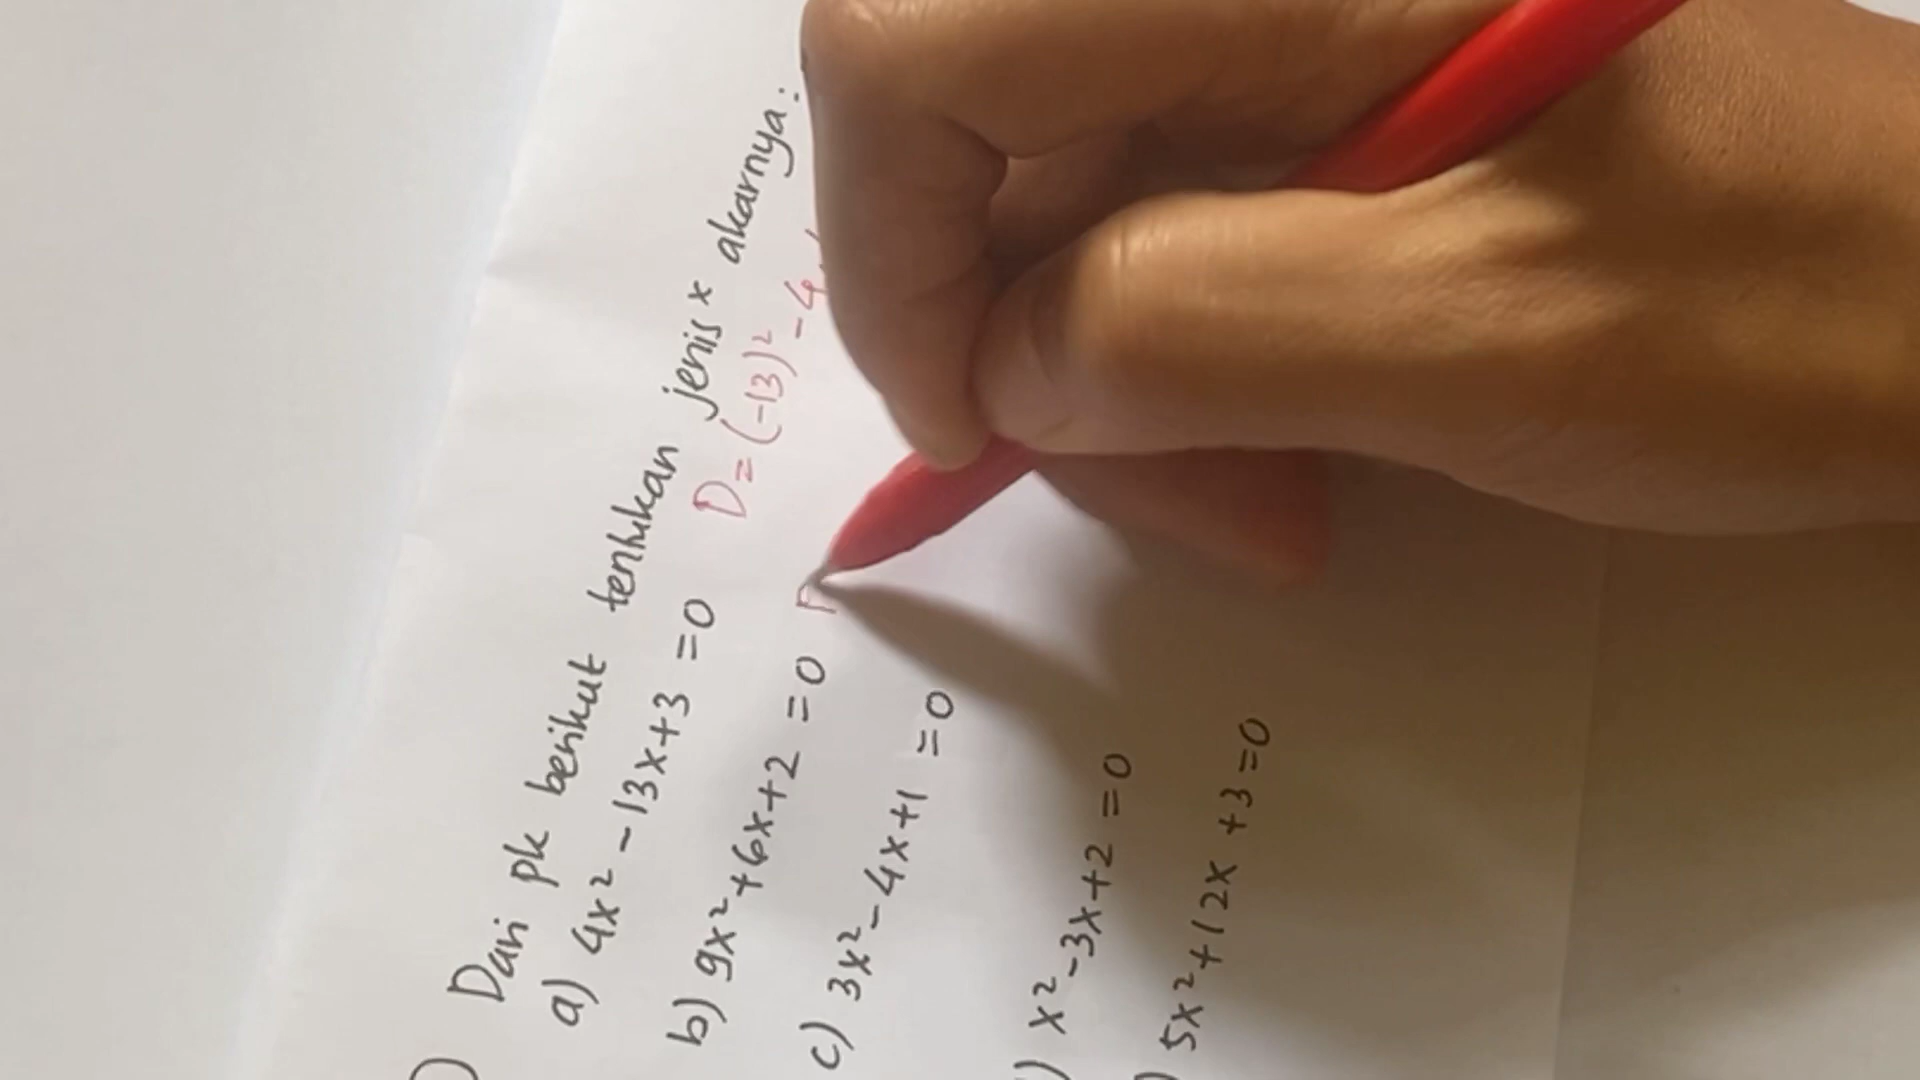 ) Dari pk berikut tentukan jenis x akarnya:
a) 4x² - 13x + 3 = 0 D = (-13)² - 4
b) 9x² + 6x + 2 = 0
c) 3x² - 4x + 1 = 0
) x² - 3x + 2 = 0
) 5x² + 12x + 3 = 0